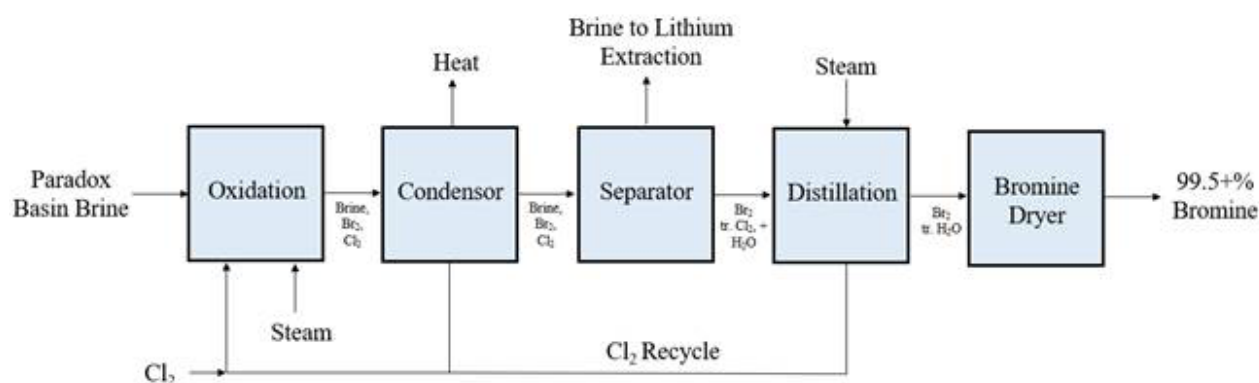 Brine to Lithium
Extraction
Heat
Steam
Paradox
Basin Brine
Oxidation
Brine,
Br₂,
Cl₂
Condensor
Brine,
Br₂,
Cl₂
Separator
Br₂
tr. Cl₂, +
H₂O
Distillation
Br₂
tr. H₂O
Bromine
Dryer
99.5+%
Bromine
Steam
Cl₂ Recycle
Cl₂